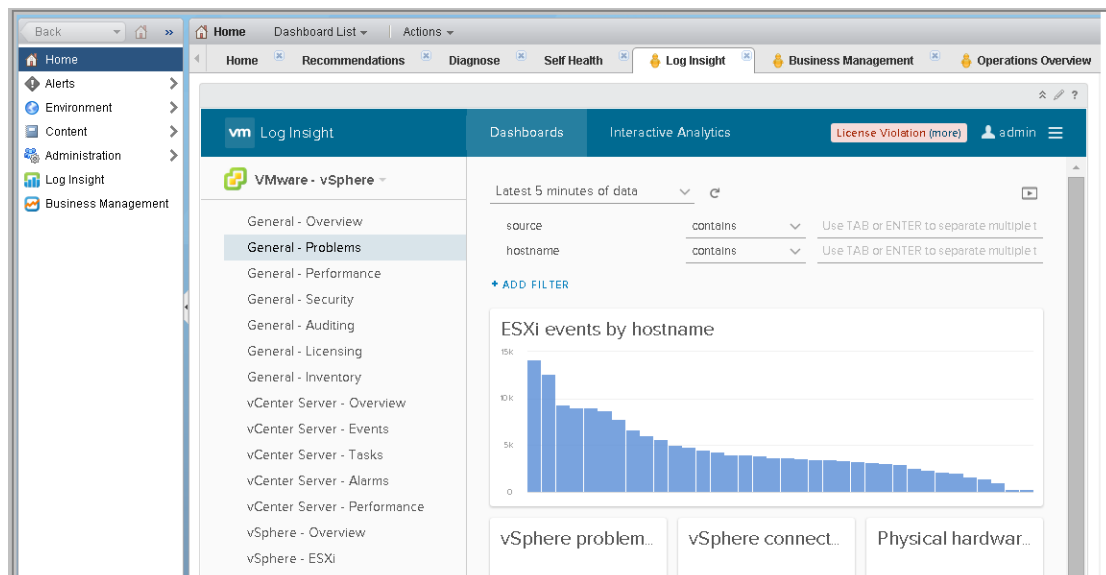 Back
Home Dashboard List Actions
Home
Alerts
Environment
Content
Administration
Log Insight
Business Management
Home Recommendations Diagnose Self Health Log Insight Business Management Operations Overview
?
vm Log Insight Dashboards Interactive Analytics License Violation (more) admin
VMware - vSphere
General - Overview
General - Problems
General - Performance
General - Security
General - Auditing
General - Licensing
General - Inventory
vCenter Server - Overview
vCenter Server - Events
vCenter Server - Tasks
vCenter Server - Alarms
vCenter Server - Performance
vSphere - Overview
vSphere - ESXi
Latest 5 minutes of data
source contains Use TAB or ENTER to separate multiple t
hostname contains Use TAB or ENTER to separate multiple t
+ ADD FILTER
ESXi events by hostname
15k
10k
5k
0
vSphere problem... vSphere connect... Physical hardwar...